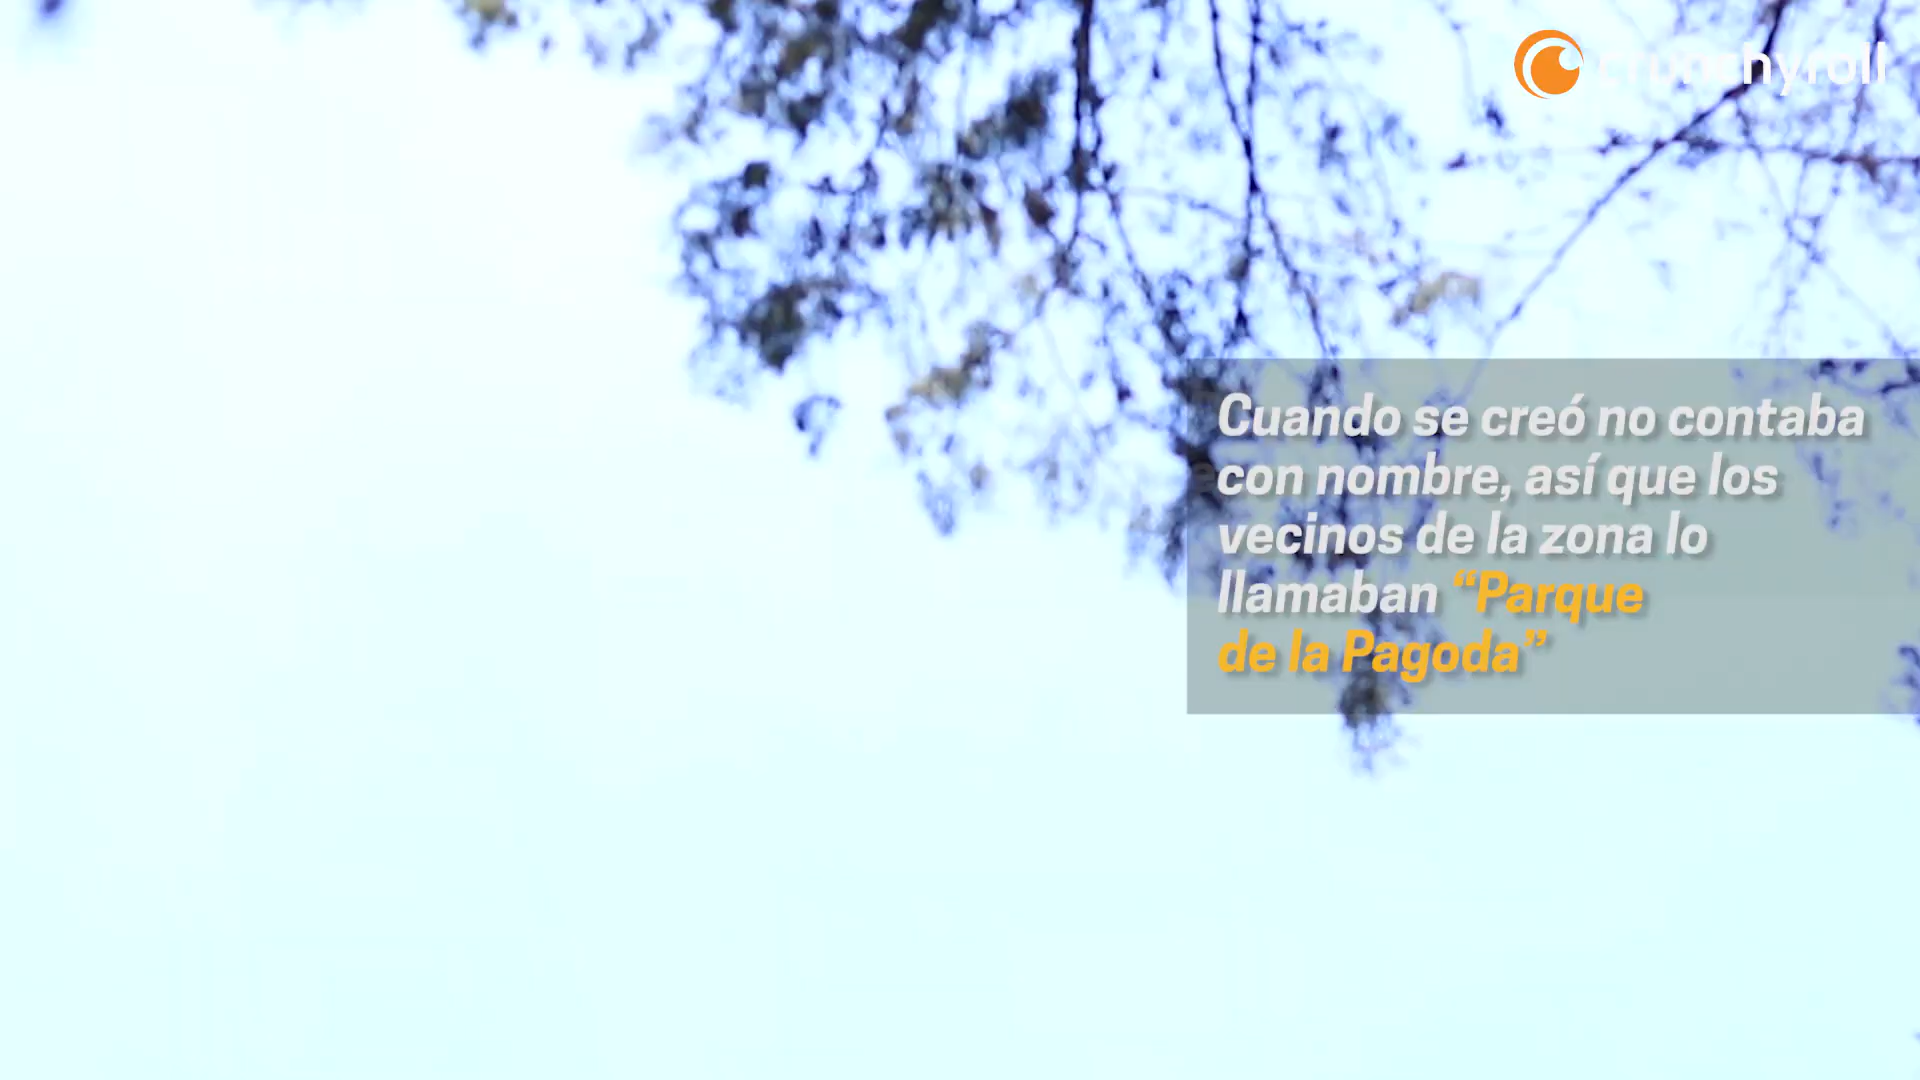 crunchyroll
Cuando se creó no contaba
con nombre, así que los
vecinos de la zona lo
llamaban “Parque
de la Pagoda”